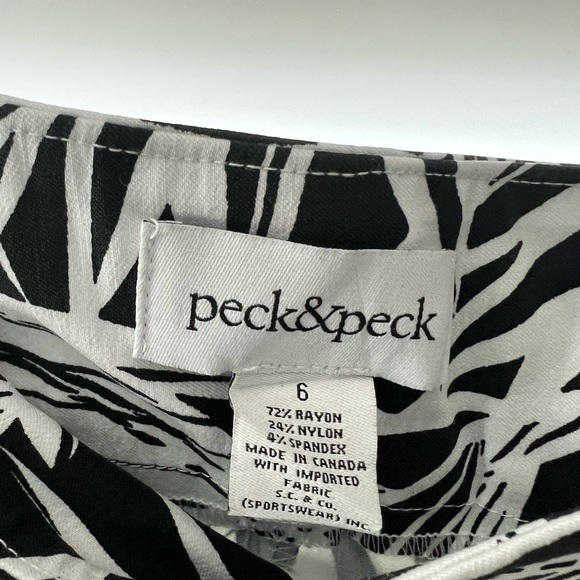 peck&peck
6
72% RAYON
24% NYLON
4% SPANDEX
MADE IN CANADA
WITH IMPORTED
FABRIC
S.C. & CO.
(SPORTSWEAR) INC.